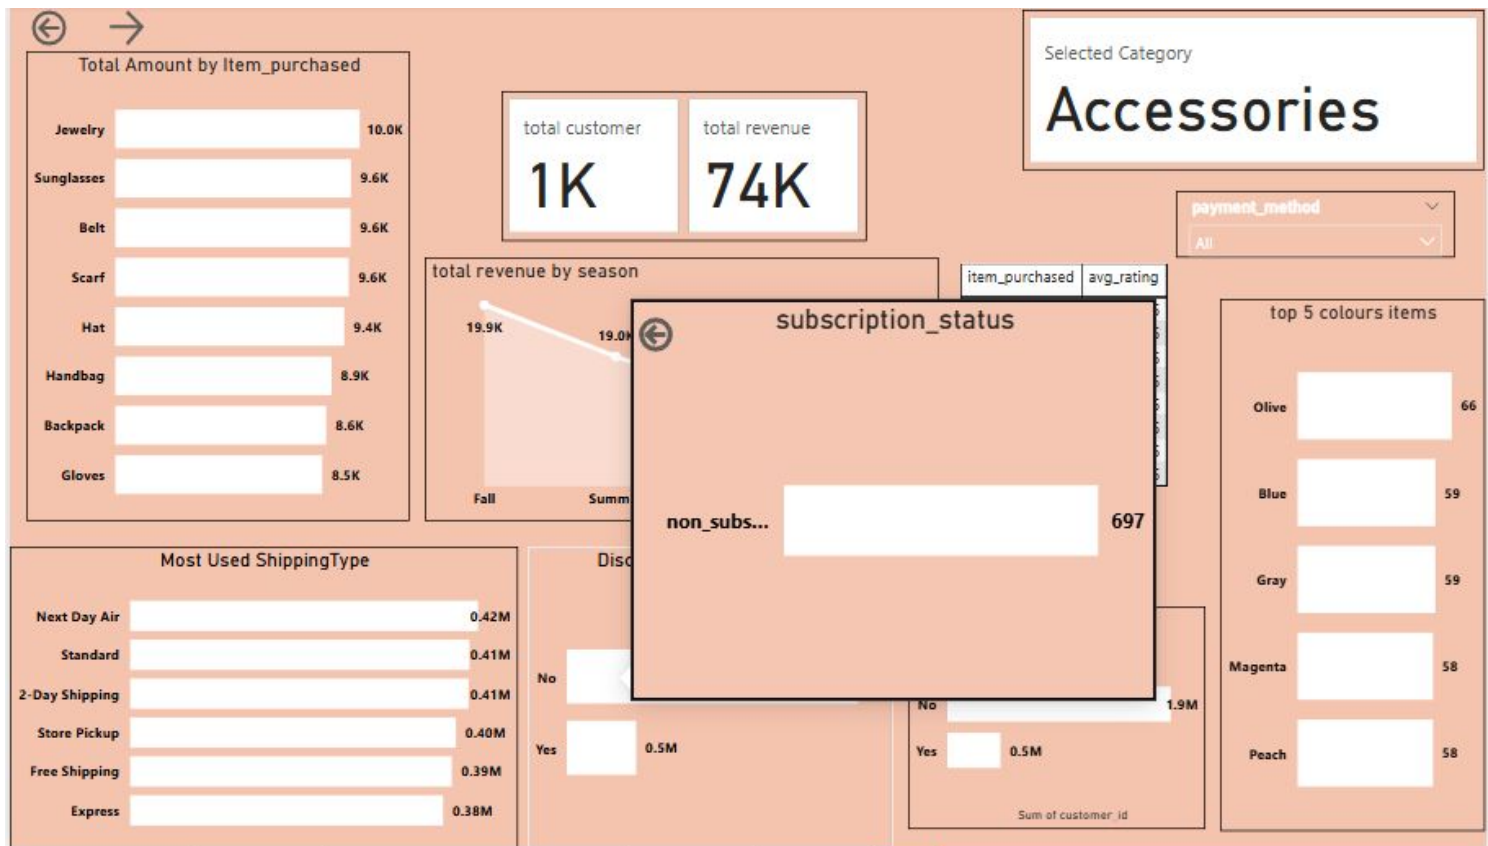 Total Amount by Item_purchased
Jewelry 10.0K
Sunglasses 9.6K
Belt 9.6K
Scarf 9.6K
Hat 9.4K
Handbag 8.9K
Backpack 8.6K
Gloves 8.5K
total customer
1K
total revenue
74K
Selected Category
Accessories
payment_method
All
total revenue by season
19.9K
19.0
Fall
Summ
item_purchased avg_rating
subscription_status
non_subs... 697
top 5 colours items
Olive 66
Blue 59
Gray 59
Magenta 58
Peach 58
Most Used ShippingType
Next Day Air 0.42M
Standard 0.41M
2-Day Shipping 0.41M
Store Pickup 0.40M
Free Shipping 0.39M
Express 0.38M
Disc
No
Yes 0.5M
No 1.9M
Yes 0.5M
Sum of customer_id